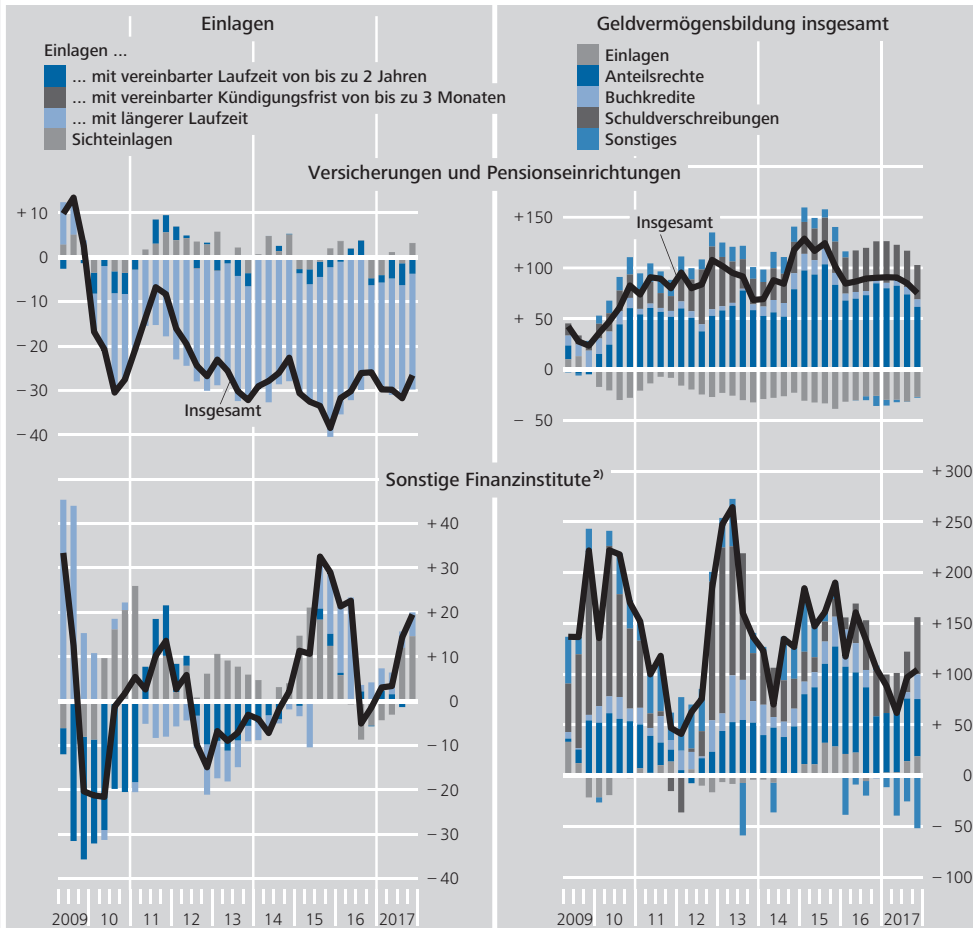 Einlagen
Einlagen ...
... mit vereinbarter Laufzeit von bis zu 2 Jahren
... mit vereinbarter Kündigungsfrist von bis zu 3 Monaten
... mit längerer Laufzeit
Sichteinlagen
Geldvermögensbildung insgesamt
Einlagen
Anteilsrechte
Buchkredite
Schuldverschreibungen
Sonstiges
Versicherungen und Pensionseinrichtungen
+ 10
0
− 10
− 20
− 30
− 40
Insgesamt
+ 150
+ 100
+ 50
0
− 50
Insgesamt
Sonstige Finanzinstitute 2)
+ 40
+ 30
+ 20
+ 10
0
− 10
− 20
− 30
− 40
+ 300
+ 250
+ 200
+ 150
+ 100
+ 50
0
− 50
− 100
2009 10 11 12 13 14 15 16 2017
2009 10 11 12 13 14 15 16 2017